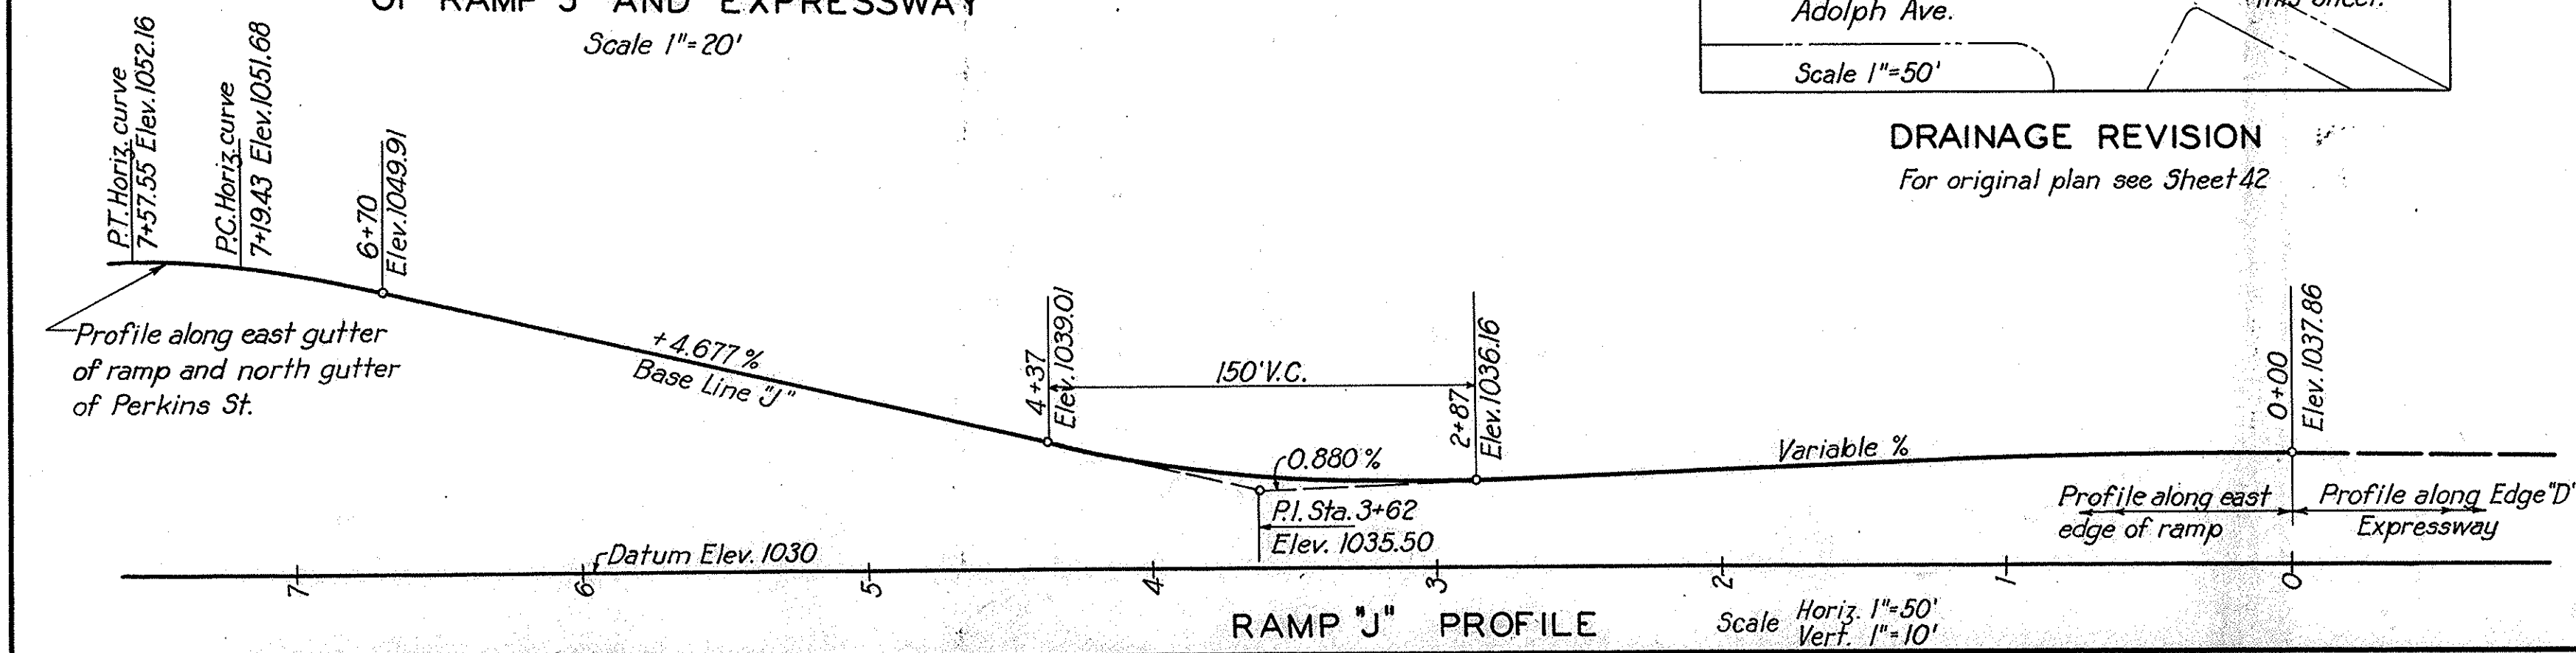 OF RAMP "J" AND EXPRESSWAY
Scale 1"=20'
Adolph Ave.
Scale 1"=50'
DRAINAGE REVISION
For original plan see Sheet 42
P.T. Horiz. curve
7+57.55 Elev. 1052.16
P.C. Horiz. curve
7+19.43 Elev. 1051.68
6+70
Elev. 1049.91
Profile along east gutter
of ramp and north gutter
of Perkins St.
+4.677%
Base Line "J"
4+37
Elev. 1039.01
150' V.C.
2+87
Elev. 1036.16
0.880%
P.I. Sta. 3+62
Elev. 1035.50
Variable %
0+00
Elev. 1037.86
Profile along east
edge of ramp
Profile along Edge "D"
Expressway
Datum Elev. 1030
7 6 5 4 3 2 1 0
RAMP "J" PROFILE
Scale Horiz. 1"=50'
Vert. 1"=10'